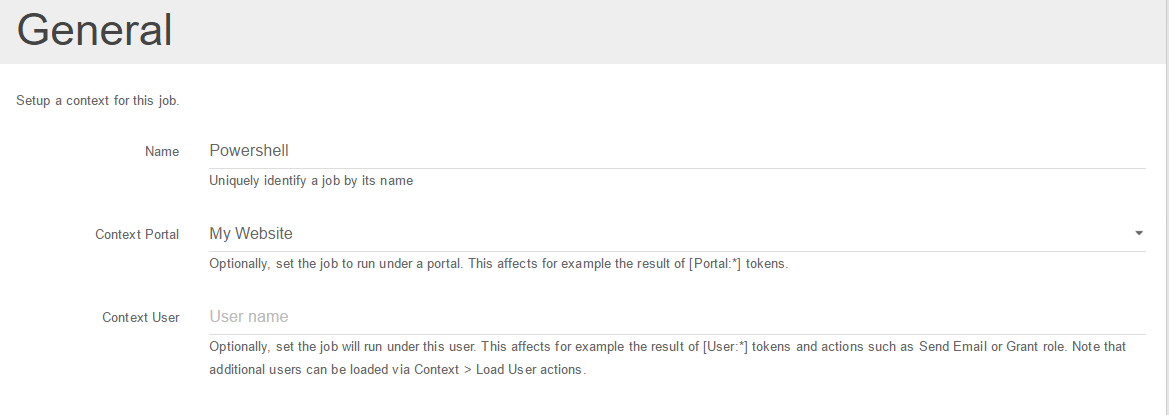 General
Setup a context for this job.
Name
Powershell
Uniquely identify a job by its name
Context Portal
My Website
Optionally, set the job to run under a portal. This affects for example the result of [Portal:*] tokens.
Context User
User name
Optionally, set the job will run under this user. This affects for example the result of [User:*] tokens and actions such as Send Email or Grant role. Note that
additional users can be loaded via Context > Load User actions.